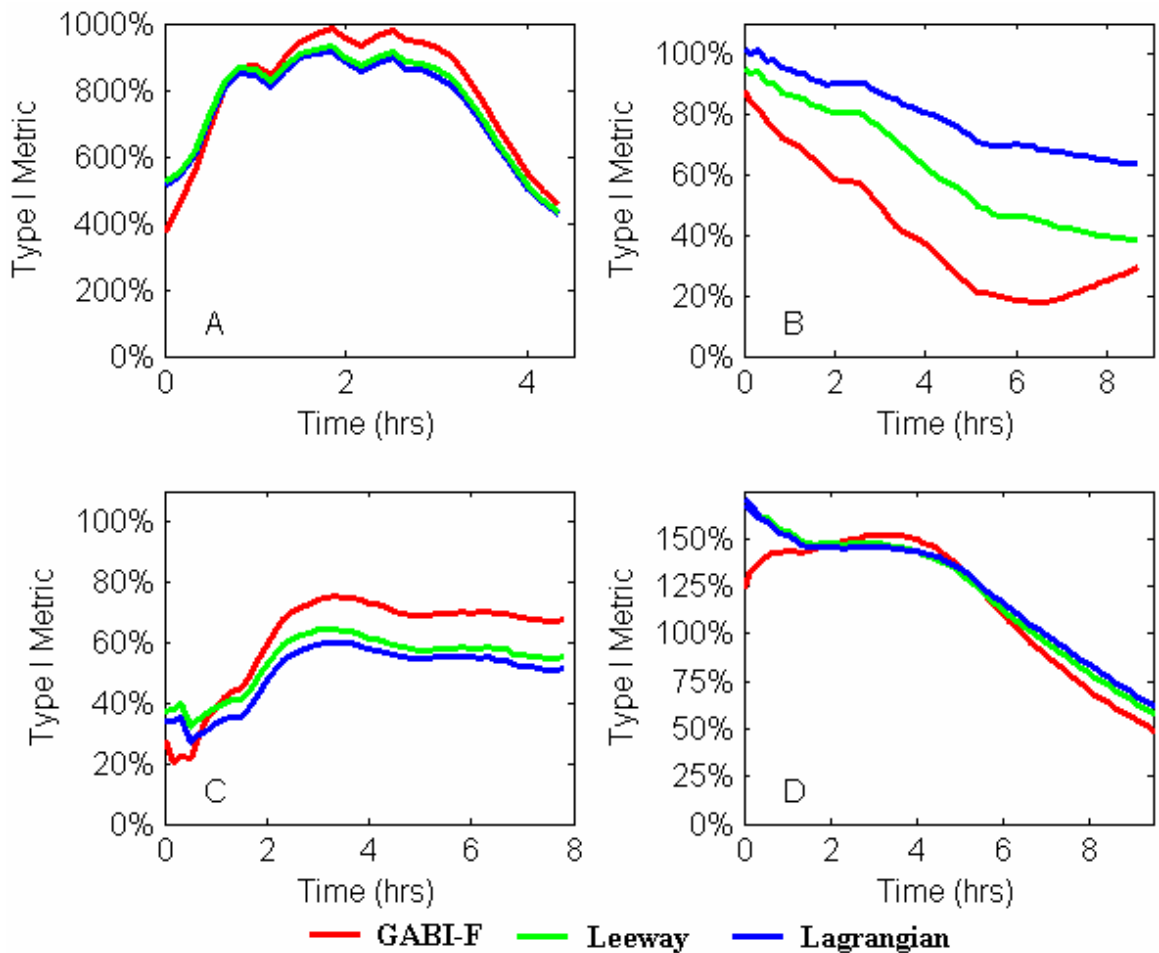 1000%
800%
600%
400%
200%
0%
Type I Metric
A
0 2 4
Time (hrs)
100%
80%
60%
40%
20%
0%
Type I Metric
B
0 2 4 6 8
Time (hrs)
100%
80%
60%
40%
20%
0%
Type I Metric
C
0 2 4 6 8
Time (hrs)
150%
125%
100%
75%
50%
25%
0%
Type I Metric
D
0 2 4 6 8
Time (hrs)
GABI-F Leeway Lagrangian